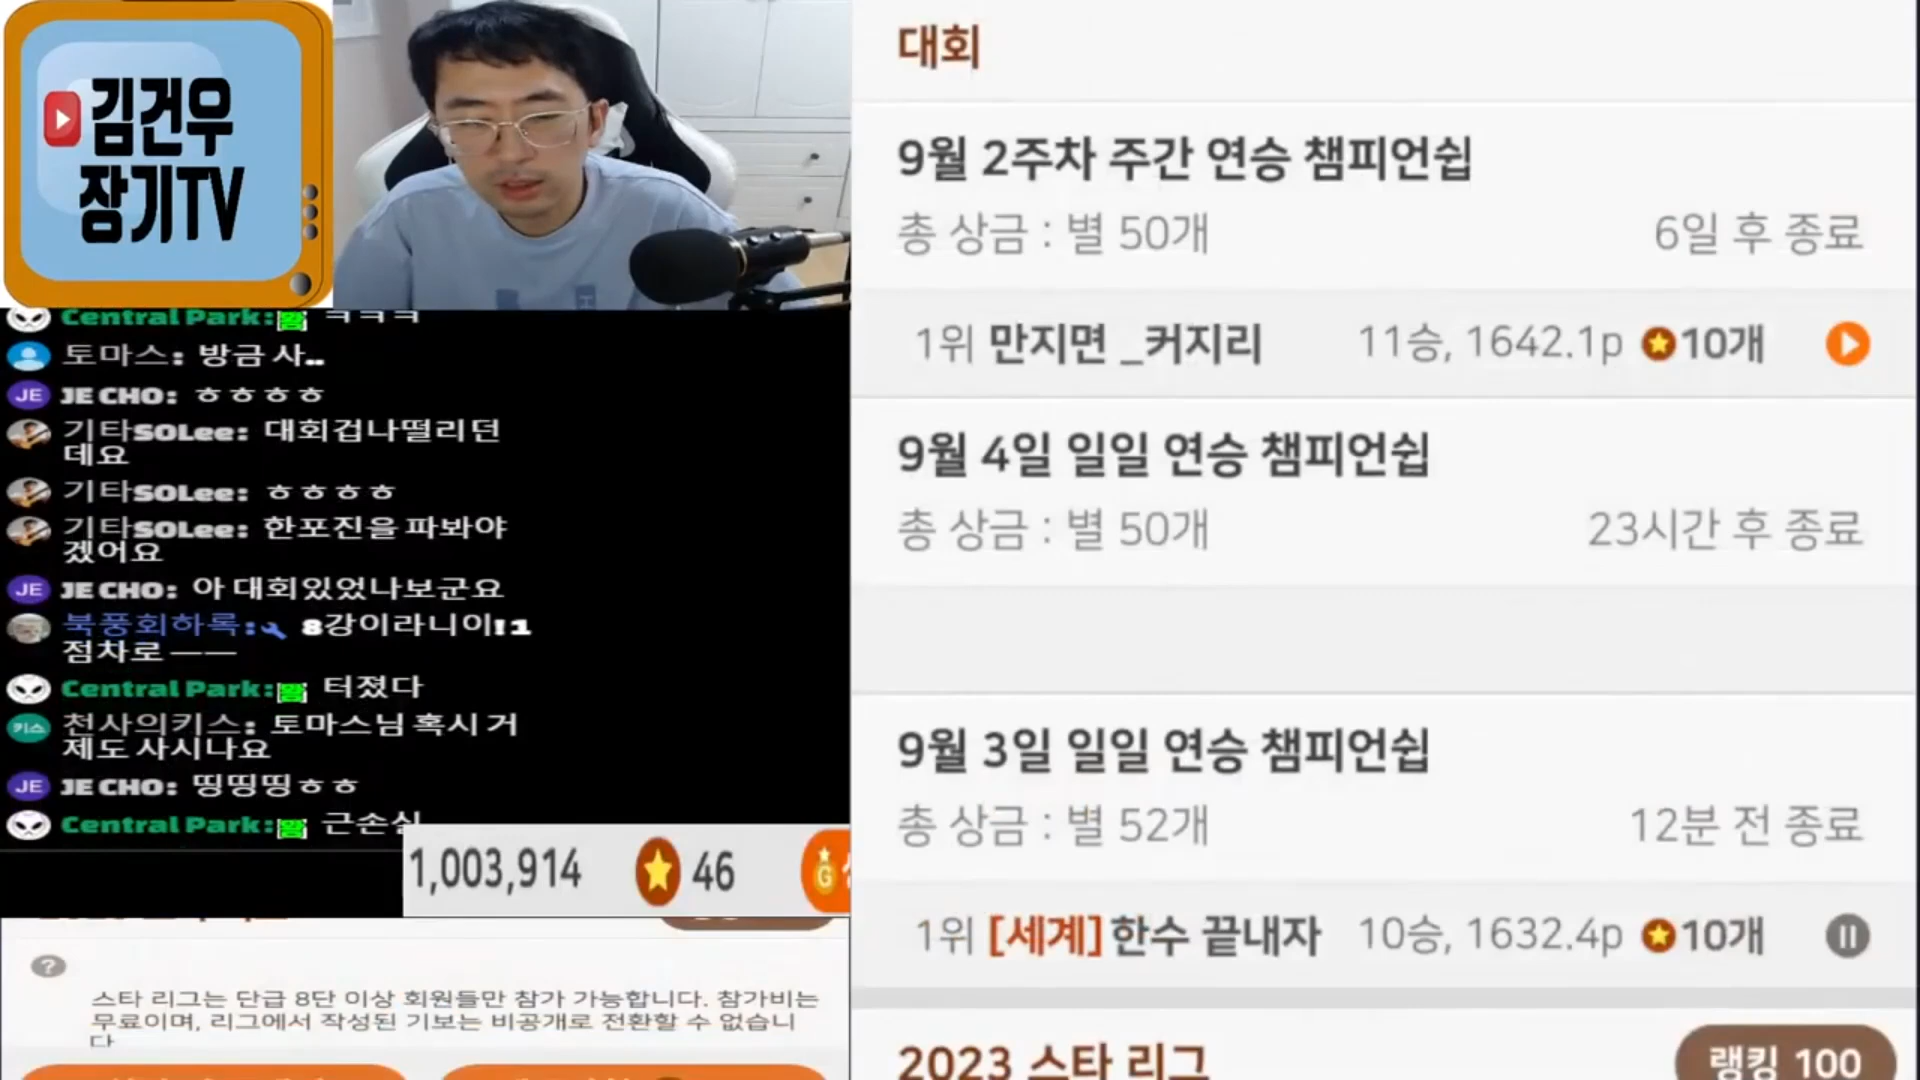 김건우
장기TV
Central Park: ㅋㅋㅋ
토마스: 방금 사..
JE JE CHO: ㅎㅎㅎㅎ
기타SOLee: 대회겁나떨리던
데요
기타SOLee: ㅎㅎㅎㅎ
기타SOLee: 한포진을 파봐야
겠어요
JE JE CHO: 아 대회있었나보군요
북풍회하록: 8강이라니이!1
점차로 ㅡㅡ
Central Park: 터졌다
키스 천사의키스: 토마스님 혹시 거
제도 사시나요
JE JE CHO: 띵띵띵ㅎㅎ
Central Park: 근손실
1,003,914 46 G
?
스타 리그는 단급 8단 이상 회원들만 참가 가능합니다. 참가비는
무료이며, 리그에서 작성된 기보는 비공개로 전환할 수 없습니
다
대회
9월 2주차 주간 연승 챔피언쉽
총 상금 : 별 50개 6일 후 종료
1위 만지면 _커지리 11승, 1642.1p 10개
9월 4일 일일 연승 챔피언쉽
총 상금 : 별 50개 23시간 후 종료
9월 3일 일일 연승 챔피언쉽
총 상금 : 별 52개 12분 전 종료
1위 [세계] 한수 끝내자 10승, 1632.4p 10개
2023 스타 리그 랭킹 100